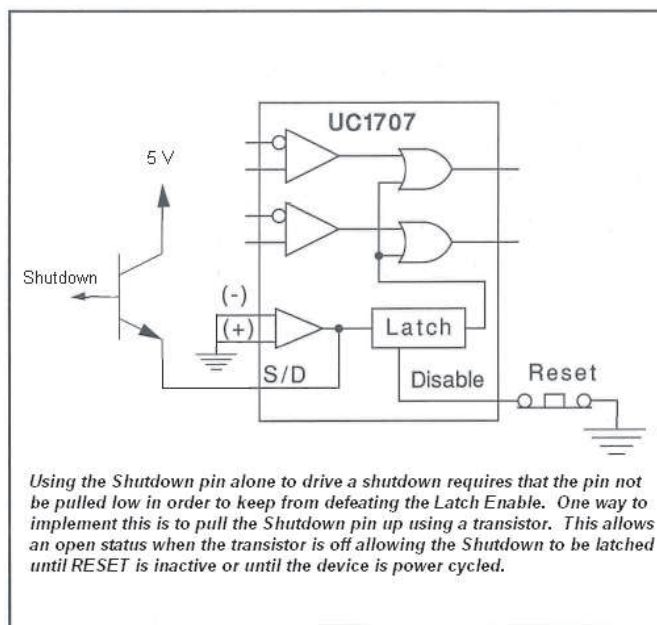 UC1707
5 V
Shutdown
(-)
(+)
Latch
S/D
Disable
Reset
Using the Shutdown pin alone to drive a shutdown requires that the pin not
be pulled low in order to keep from defeating the Latch Enable. One way to
implement this is to pull the Shutdown pin up using a transistor. This allows
an open status when the transistor is off allowing the Shutdown to be latched
until RESET is inactive or until the device is power cycled.